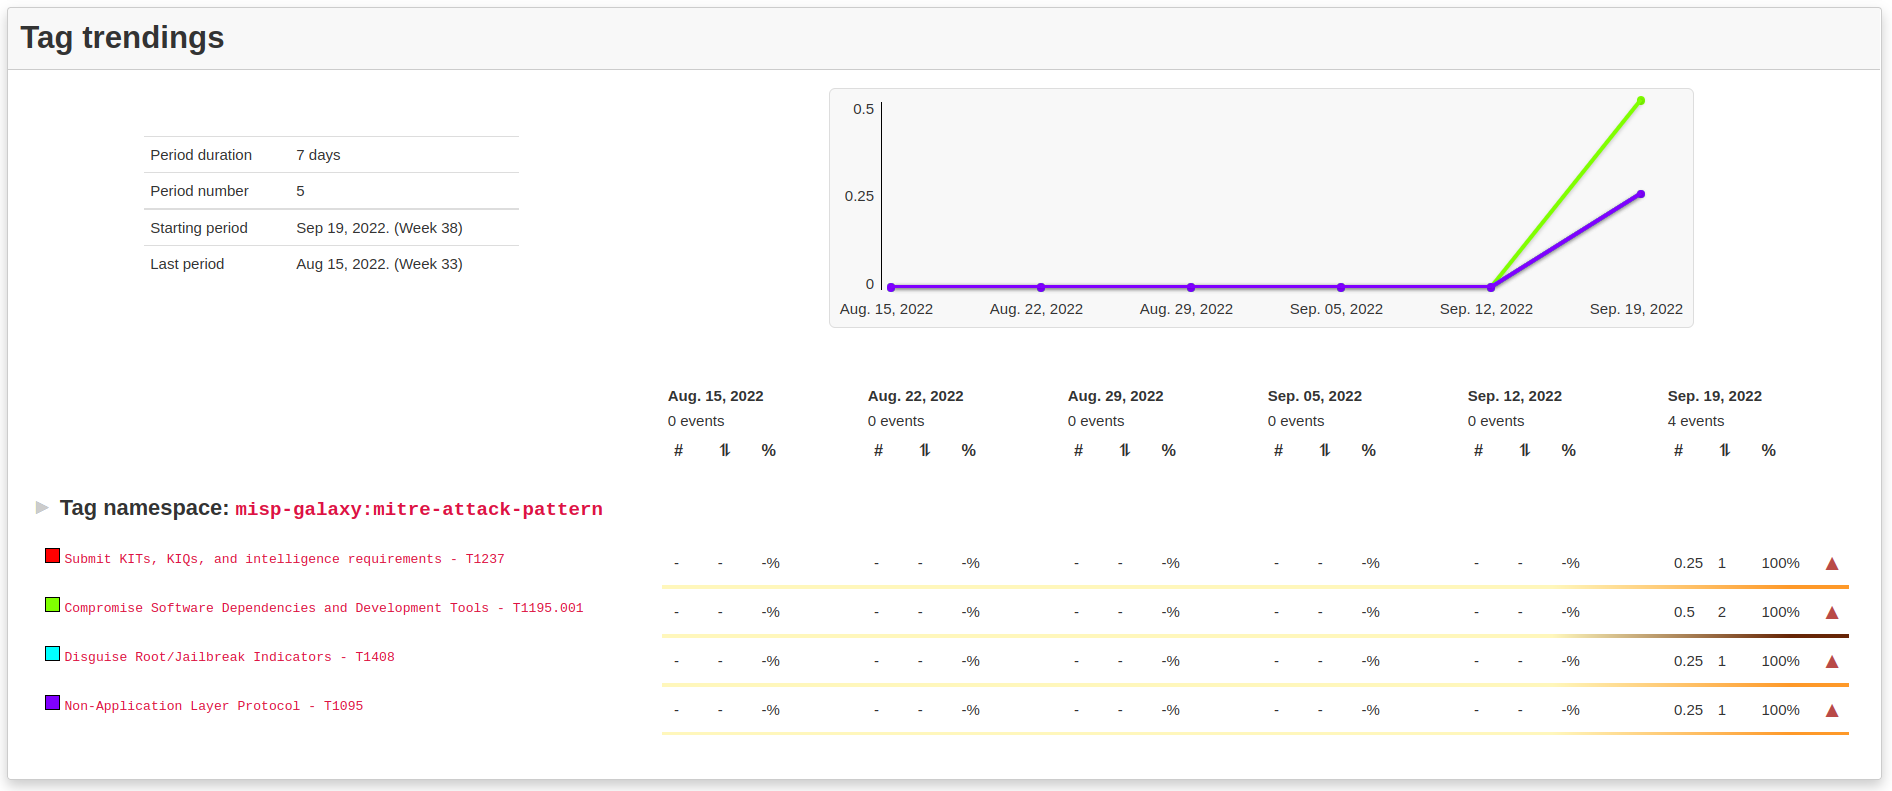 Tag trendings
Period duration 7 days
Period number 5
Starting period Sep 19, 2022. (Week 38)
Last period Aug 15, 2022. (Week 33)
0.5
0.25
0
Aug. 15, 2022 Aug. 22, 2022 Aug. 29, 2022 Sep. 05, 2022 Sep. 12, 2022 Sep. 19, 2022
Aug. 15, 2022 Aug. 22, 2022 Aug. 29, 2022 Sep. 05, 2022 Sep. 12, 2022 Sep. 19, 2022
0 events 0 events 0 events 0 events 0 events 4 events
# ⥮ % # ⥮ % # ⥮ % # ⥮ % # ⥮ % # ⥮ %
Tag namespace: misp-galaxy:mitre-attack-pattern
Submit KITs, KIQs, and intelligence requirements - T1237 - - -% - - -% - - -% - - -% - - -% 0.25 1 100% ▲
Compromise Software Dependencies and Development Tools - T1195.001 - - -% - - -% - - -% - - -% - - -% 0.5 2 100% ▲
Disguise Root/Jailbreak Indicators - T1408 - - -% - - -% - - -% - - -% - - -% 0.25 1 100% ▲
Non-Application Layer Protocol - T1095 - - -% - - -% - - -% - - -% - - -% 0.25 1 100% ▲